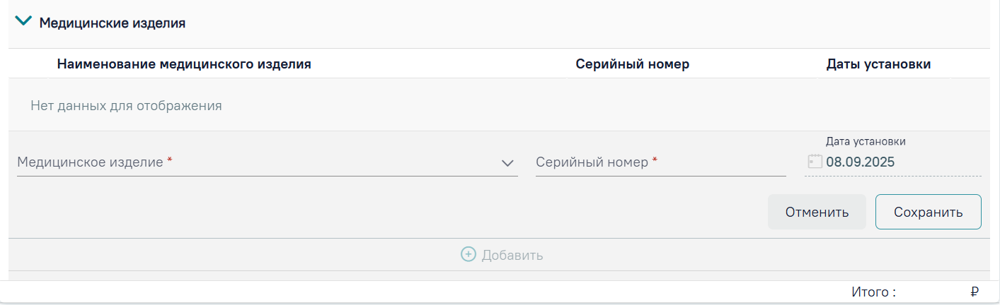 Медицинские изделия
Наименование медицинского изделия Серийный номер Даты установки
Нет данных для отображения
Дата установки
Медицинское изделие * Серийный номер * 08.09.2025
Отменить Сохранить
Добавить
Итого : ₽